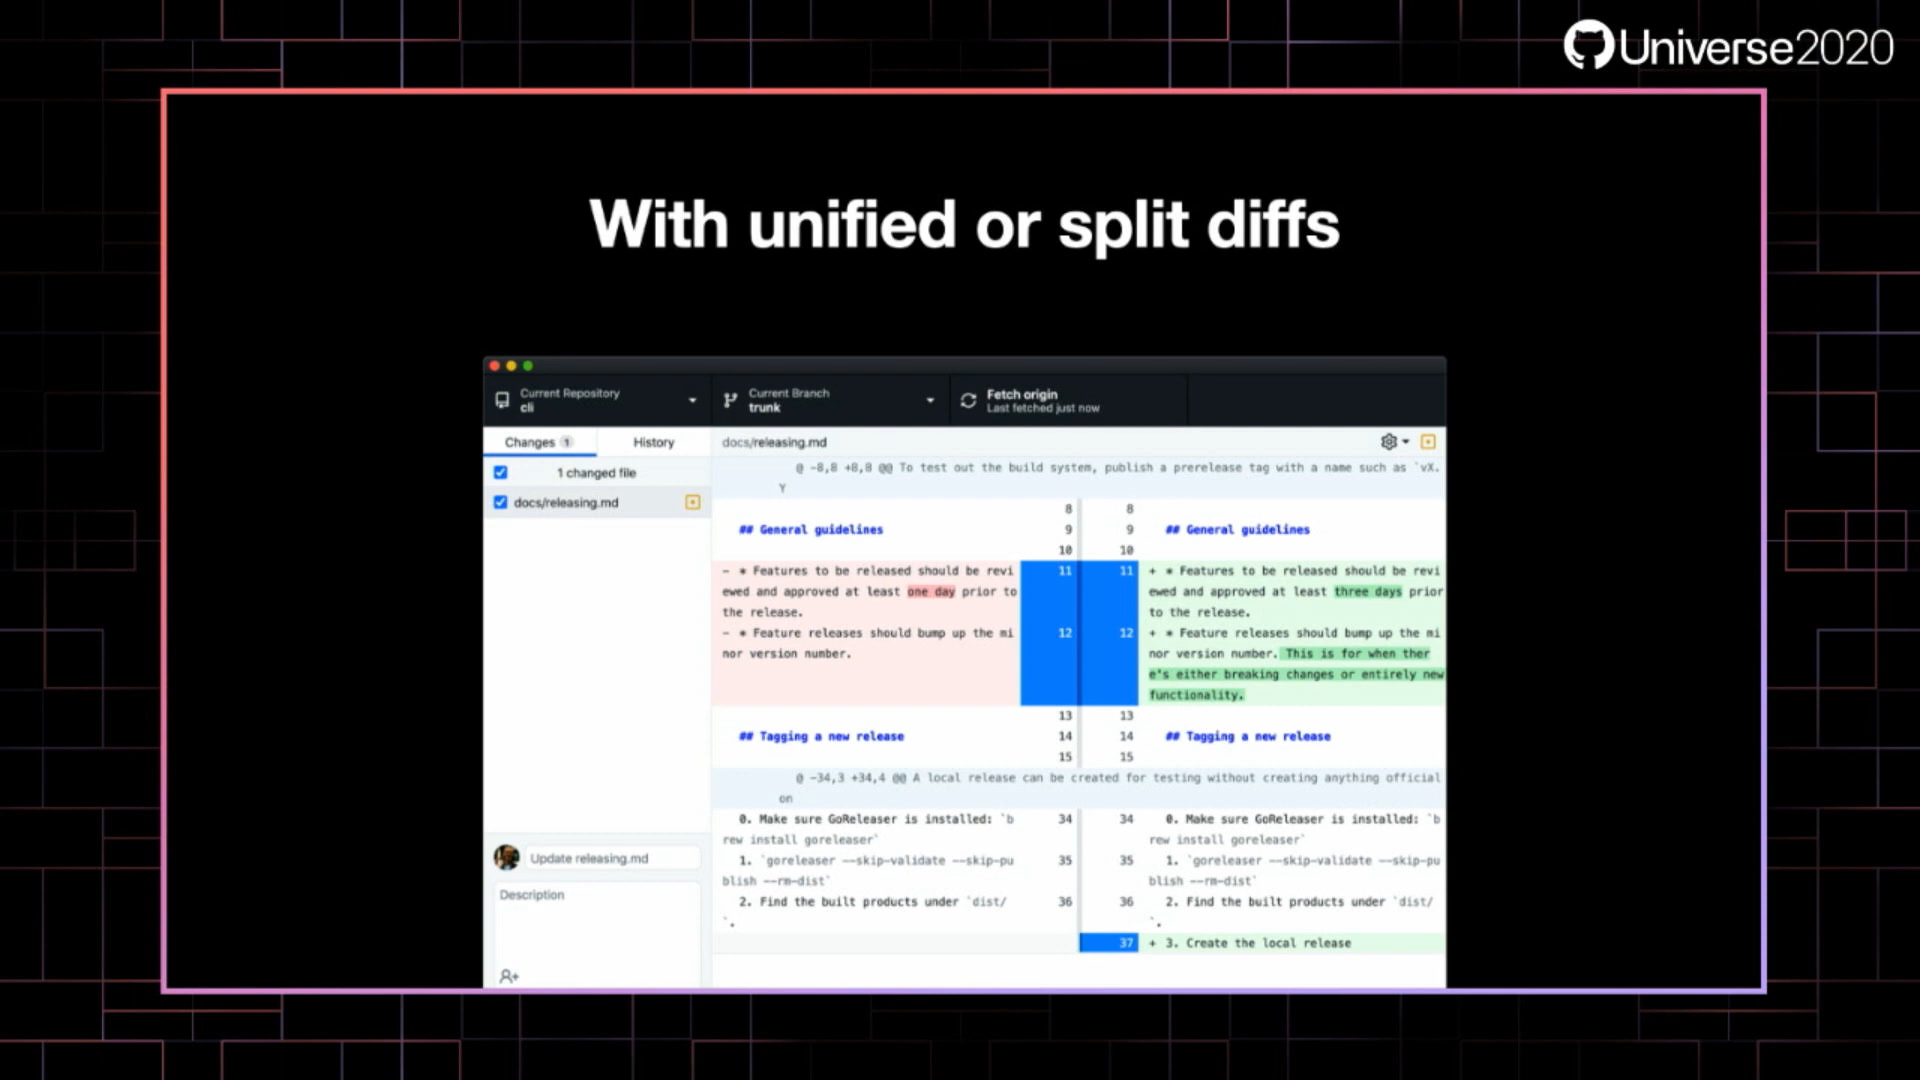 Universe2020
With unified or split diffs
Current Repository
cli
Current Branch
trunk
Fetch origin
Last fetched just now
Changes 1
History
docs/releasing.md
1 changed file
docs/releasing.md
@ -8,8 +8,8 @@ To test out the build system, publish a prerelease tag with a name such as `vX.
Y
8
## General guidelines 9
10
- * Features to be released should be revi 11
ewed and approved at least one day prior to
the release.
- * Feature releases should bump up the mi 12
nor version number.
13
## Tagging a new release 14
15
8
9 ## General guidelines
10
11 + * Features to be released should be revi
ewed and approved at least three days prior
to the release.
12 + * Feature releases should bump up the mi
nor version number. This is for when ther
e's either breaking changes or entirely new
functionality.
13
14 ## Tagging a new release
15
@ -34,3 +34,4 @@ A local release can be created for testing without creating anything official
on
0. Make sure GoReleaser is installed: `b 34
rew install goreleaser`
1. `goreleaser --skip-validate --skip-pu 35
blish --rm-dist`
2. Find the built products under `dist/ 36
`.
34 0. Make sure GoReleaser is installed: `b
rew install goreleaser`
35 1. `goreleaser --skip-validate --skip-pu
blish --rm-dist`
36 2. Find the built products under `dist/
`.
37 + 3. Create the local release
Update releasing.md
Description